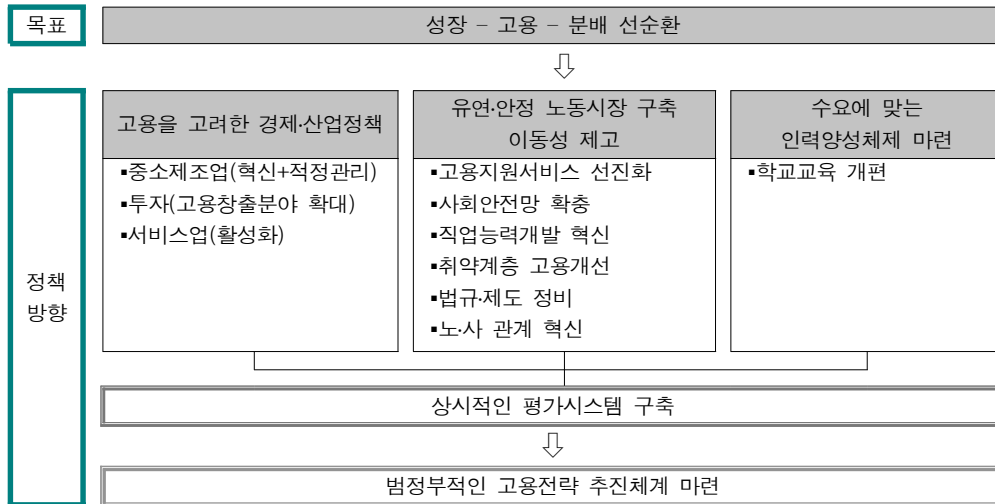 목표
성장 – 고용 – 분배 선순환
정책
방향
고용을 고려한 경제·산업정책
▪중소제조업(혁신+적정관리)
▪투자(고용창출분야 확대)
▪서비스업(활성화)
유연·안정 노동시장 구축
이동성 제고
▪고용지원서비스 선진화
▪사회안전망 확충
▪직업능력개발 혁신
▪취약계층 고용개선
▪법규·제도 정비
▪노·사 관계 혁신
수요에 맞는
인력양성체제 마련
▪학교교육 개편
상시적인 평가시스템 구축
범정부적인 고용전략 추진체계 마련